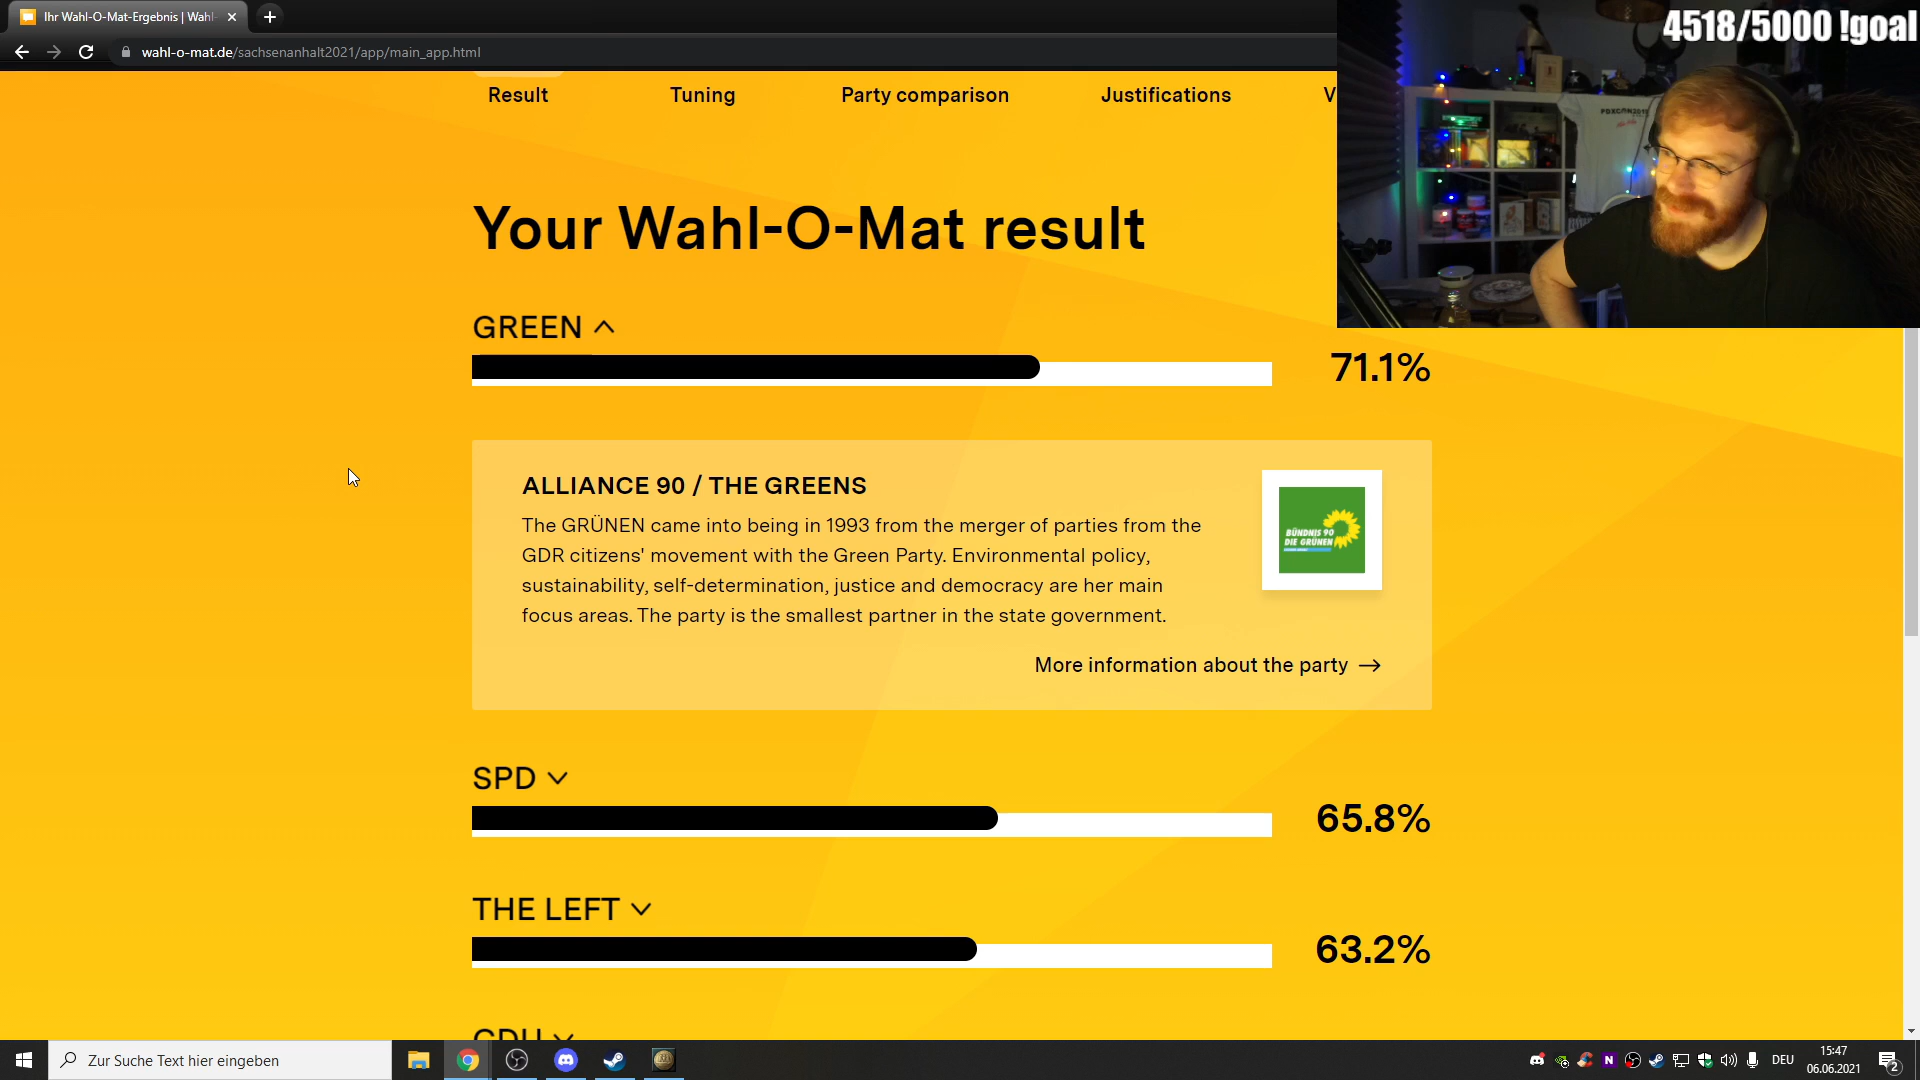 Ihr Wahl-O-Mat-Ergebnis | Wahl-
wahl-o-mat.de/sachsenanhalt2021/app/main_app.html
4518/5000 !goal
Result
Tuning
Party comparison
Justifications
V
PDXCON2019
Your Wahl-O-Mat result
GREEN
71.1%
ALLIANCE 90 / THE GREENS
The GRÜNEN came into being in 1993 from the merger of parties from the
GDR citizens' movement with the Green Party. Environmental policy,
sustainability, self-determination, justice and democracy are her main
focus areas. The party is the smallest partner in the state government.
BÜNDNIS 90
DIE GRÜNEN
More information about the party
SPD
65.8%
THE LEFT
63.2%
CDU
Zur Suche Text hier eingeben
DEU
15:47
06.06.2021
2